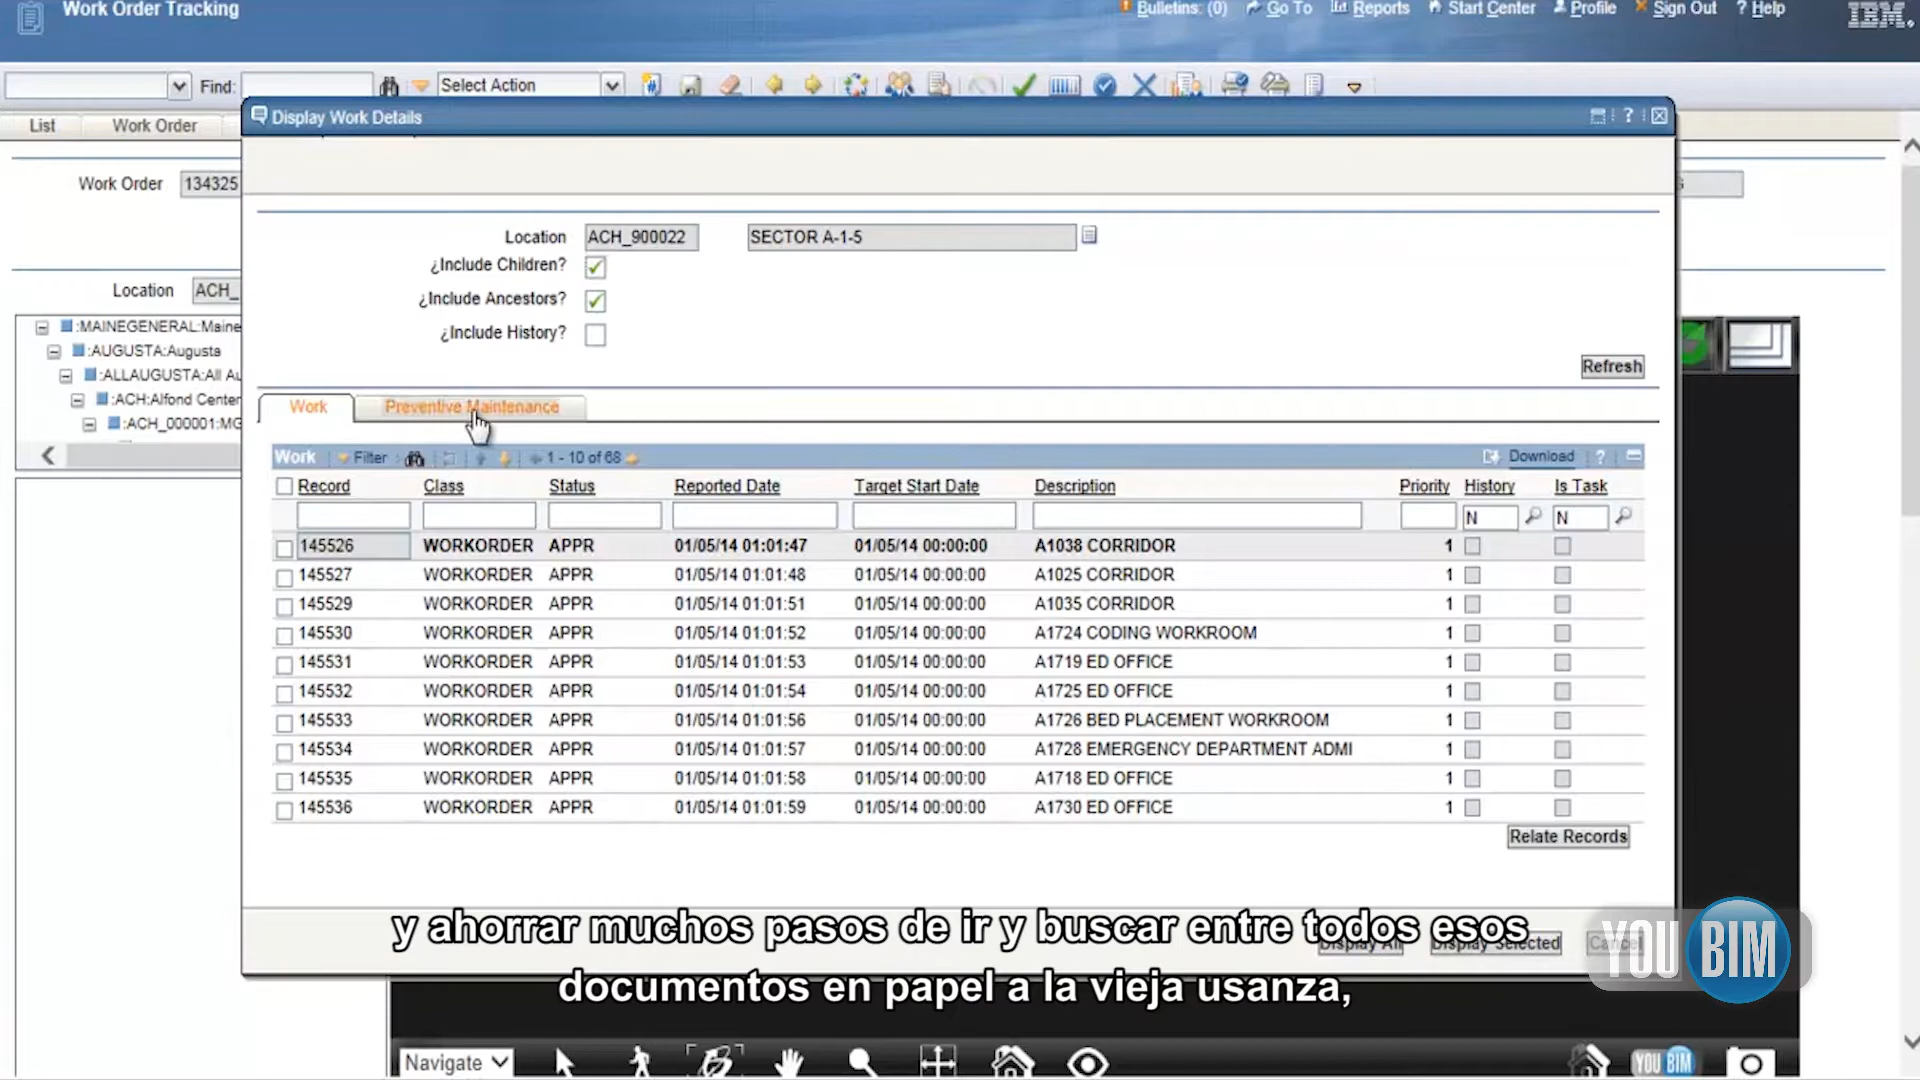 Work Order Tracking
Bulletins: (0) Go To Reports Start Center Profile Sign Out ? Help IBM.
Find: Select Action
Display Work Details ?
List Work Order
Work Order 134325
Location ACH_900022 SECTOR A-1-5
¿Include Children?
¿Include Ancestors?
¿Include History?
Location ACH_
:MAINEGENERAL:Maine
:AUGUSTA:Augusta
:ALLAUGUSTA:All Au
:ACH:Alfond Center
:ACH_000001:MG
Refresh
Work Preventive Maintenance
Work Filter 1 - 10 of 68 Download ?
Record Class Status Reported Date Target Start Date Description Priority History Is Task
N N
145526 WORKORDER APPR 01/05/14 01:01:47 01/05/14 00:00:00 A1038 CORRIDOR 1
145527 WORKORDER APPR 01/05/14 01:01:48 01/05/14 00:00:00 A1025 CORRIDOR 1
145529 WORKORDER APPR 01/05/14 01:01:51 01/05/14 00:00:00 A1035 CORRIDOR 1
145530 WORKORDER APPR 01/05/14 01:01:52 01/05/14 00:00:00 A1724 CODING WORKROOM 1
145531 WORKORDER APPR 01/05/14 01:01:53 01/05/14 00:00:00 A1719 ED OFFICE 1
145532 WORKORDER APPR 01/05/14 01:01:54 01/05/14 00:00:00 A1725 ED OFFICE 1
145533 WORKORDER APPR 01/05/14 01:01:56 01/05/14 00:00:00 A1726 BED PLACEMENT WORKROOM 1
145534 WORKORDER APPR 01/05/14 01:01:57 01/05/14 00:00:00 A1728 EMERGENCY DEPARTMENT ADMI 1
145535 WORKORDER APPR 01/05/14 01:01:58 01/05/14 00:00:00 A1718 ED OFFICE 1
145536 WORKORDER APPR 01/05/14 01:01:59 01/05/14 00:00:00 A1730 ED OFFICE 1
Relate Records
y ahorrar muchos pasos de ir y buscar entre todos esos
Display All Display Selected Cancel
YOU BIM
documentos en papel a la vieja usanza,
Navigate YOU BIM